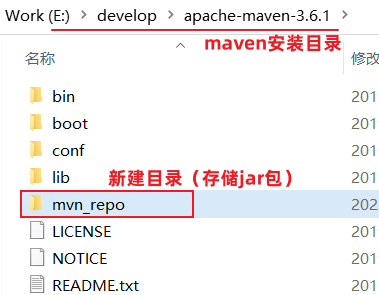 Work (E:) > develop > apache-maven-3.6.1 >
maven安装目录
名称
修改
bin
201
boot
201
conf
201
lib
201
新建目录（存储jar包）
mvn_repo
202
LICENSE
201
NOTICE
201
README.txt
201